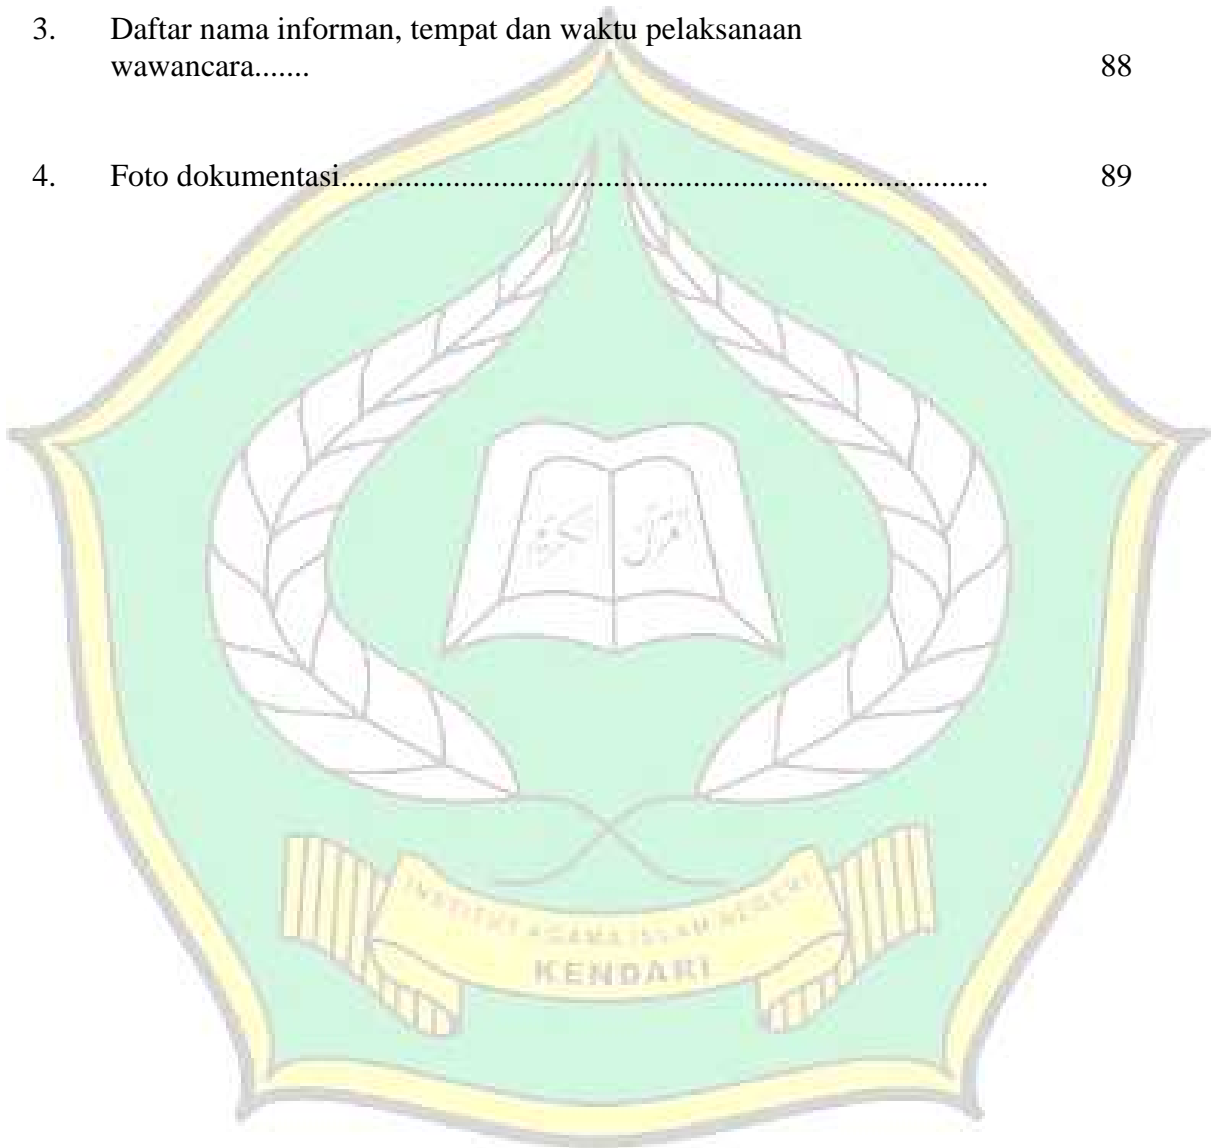 3. Daftar nama informan, tempat dan waktu pelaksanaan
wawancara....... 88
4. Foto dokumentasi.................................................................................. 89
INSTITUT AGAMA ISLAM NEGERI
KENDARI